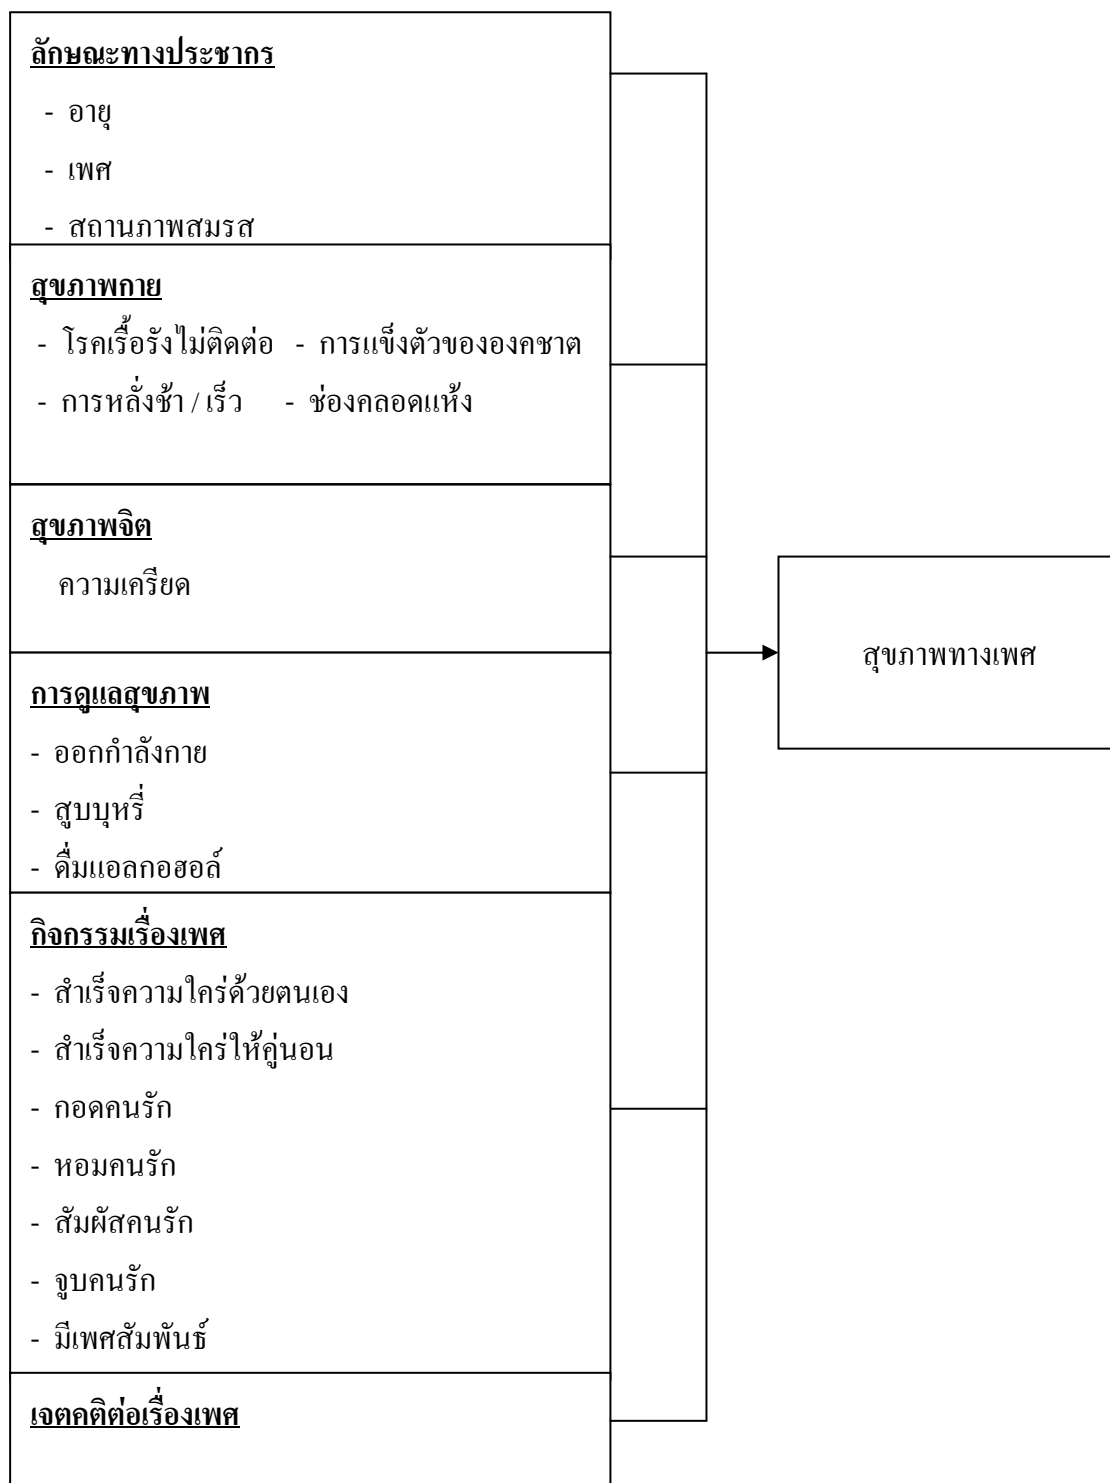 ลักษณะทางประชากร
- อายุ
- เพศ
- สถานภาพสมรส
สุขภาพกาย
- โรคเรื้อรังไม่ติดต่อ - การแข็งตัวขององคชาต
- การหลั่งช้า / เร็ว - ช่องคลอดแห้ง
สุขภาพจิต
ความเครียด
สุขภาพทางเพศ
การดูแลสุขภาพ
- ออกกำลังกาย
- สูบบุหรี่
- ดื่มแอลกอฮอล์
กิจกรรมเรื่องเพศ
- สำเร็จความใคร่ด้วยตนเอง
- สำเร็จความใคร่ให้คู่นอน
- กอดคนรัก
- หอมคนรัก
- สัมผัสคนรัก
- จูบคนรัก
- มีเพศสัมพันธ์
เจตคติต่อเรื่องเพศ